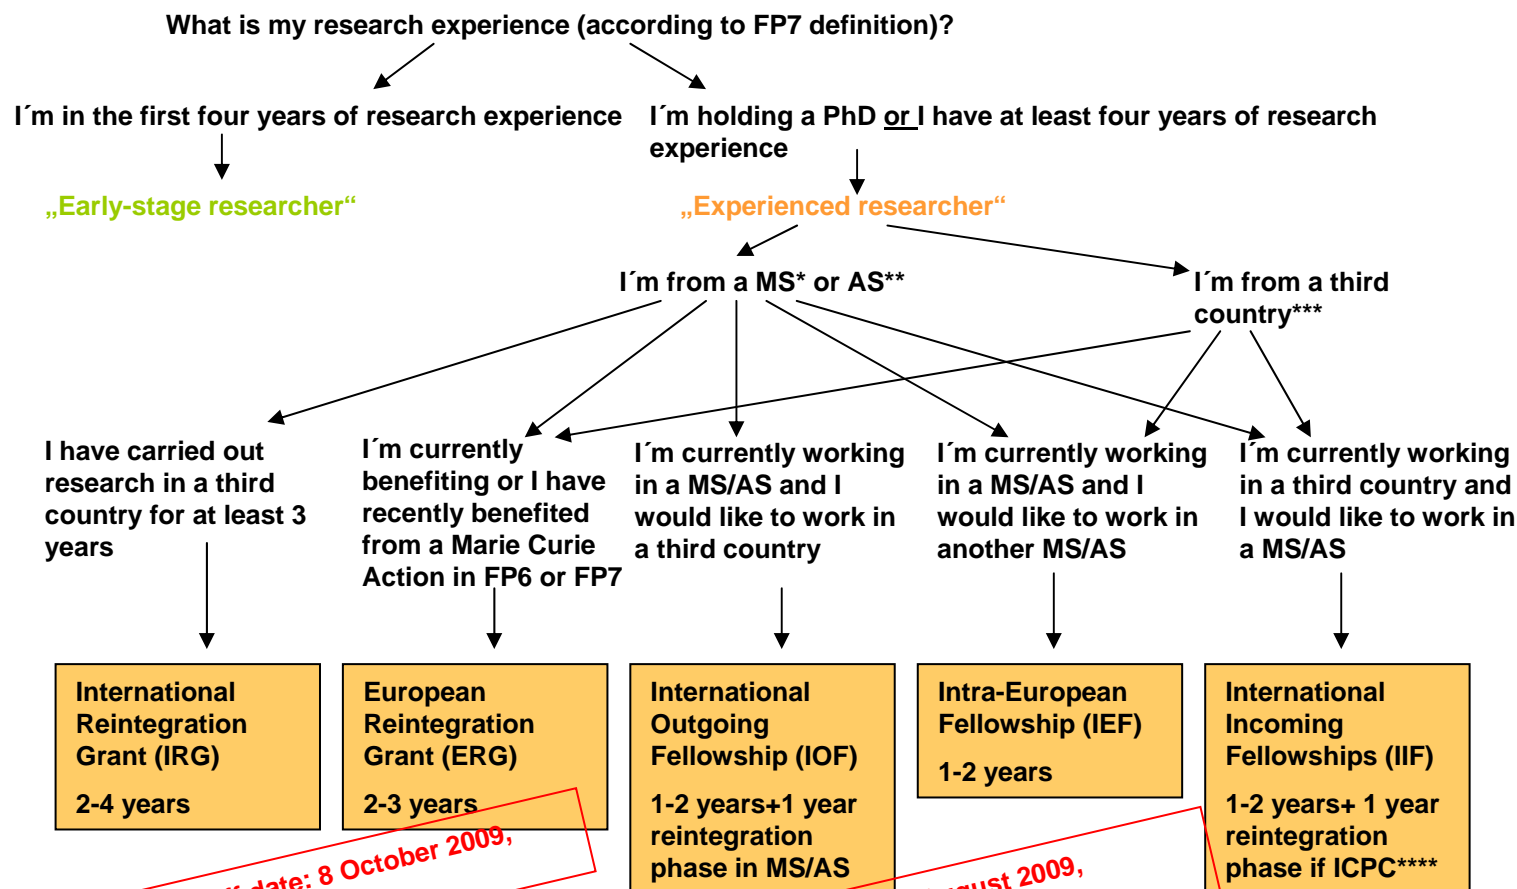 What is my research experience (according to FP7 definition)?
I´m in the first four years of research experience
I´m holding a PhD or I have at least four years of research
experience
„Early-stage researcher“
„Experienced researcher“
I´m from a MS* or AS**
I´m from a third
country***
I have carried out
research in a third
country for at least 3
years
I´m currently
benefiting or I have
recently benefited
from a Marie Curie
Action in FP6 or FP7
I´m currently working
in a MS/AS and I
would like to work in
a third country
I´m currently working
in a MS/AS and I
would like to work in
another MS/AS
I´m currently working
in a third country and
I would like to work in
a MS/AS
International
Reintegration
Grant (IRG)
2-4 years
European
Reintegration
Grant (ERG)
2-3 years
International
Outgoing
Fellowship (IOF)
1-2 years+1 year
reintegration
phase in MS/AS
Intra-European
Fellowship (IEF)
1-2 years
International
Incoming
Fellowships (IIF)
1-2 years+ 1 year
reintegration
phase if ICPC****
date: 8 October 2009,
2009,